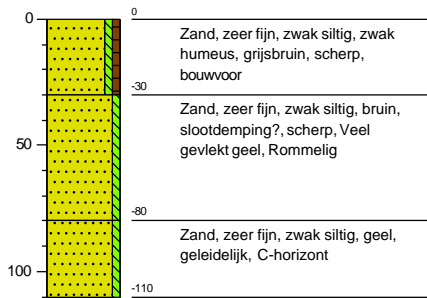 0
0
Zand, zeer fijn, zwak siltig, zwak
humeus, grijsbruin, scherp,
bouwvoor
-30
Zand, zeer fijn, zwak siltig, bruin,
slootdemping?, scherp, Veel
gevlekt geel, Rommelig
50
-80
Zand, zeer fijn, zwak siltig, geel,
geleidelijk, C-horizont
100
-110